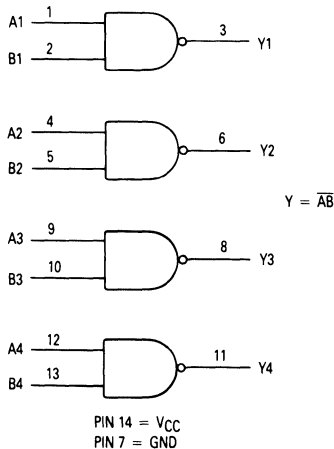 A1 1
3
Y1
B1 2
A2 4
6
Y2
B2 5
Y = \overline{AB}
A3 9
8
Y3
B3 10
A4 12
11
Y4
B4 13
PIN 14 = VCC
PIN 7 = GND